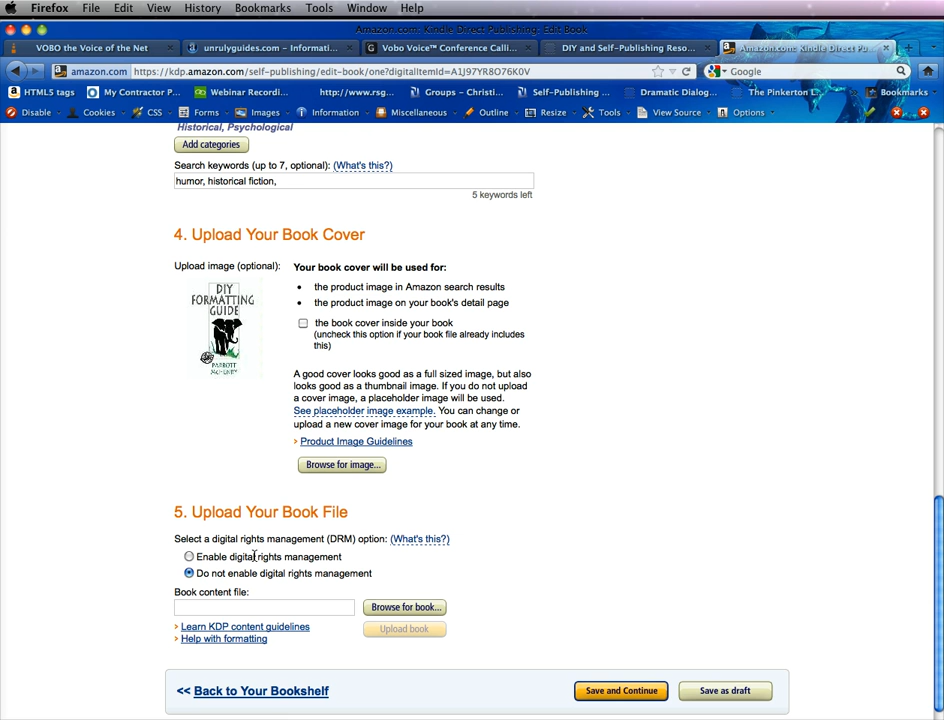 Firefox File Edit View History Bookmarks Tools Window Help
Amazon.com: Kindle Direct Publishing: Edit Book
VOBO the Voice of the Net
unrulyguides.com – Informati...
Vobo Voice™ Conference Calli...
DIY and Self-Publishing Reso...
Amazon.com: Kindle Direct Pu...
amazon.com https://kdp.amazon.com/self-publishing/edit-book/one?digitalItemId=A1J97YR8O76K0V
Google
HTML5 tags My Contract P... Webinar Recordi... http://www.rsg... Groups – Christi... Self-Publishing ... Dramatic Dialog... The Pinkerton L... Bookmarks
Disable Cookies CSS Forms Images Information Miscellaneous Outline Resize Tools View Source Options
Historical, Psychological
Add categories
Search keywords (up to 7, optional): (What's this?)
humor, historical fiction,
5 keywords left
4. Upload Your Book Cover
Upload image (optional):
DIY
FORMATTING
GUIDE
PARROTT
MCHENRY
Your book cover will be used for:
• the product image in Amazon search results
• the product image on your book's detail page
the book cover inside your book
(uncheck this option if your book file already includes
this)
A good cover looks good as a full sized image, but also
looks good as a thumbnail image. If you do not upload
a cover image, a placeholder image will be used.
See placeholder image example. You can change or
upload a new cover image for your book at any time.
› Product Image Guidelines
Browse for image...
5. Upload Your Book File
Select a digital rights management (DRM) option: (What's this?)
Enable digital rights management
Do not enable digital rights management
Book content file:
Browse for book...
› Learn KDP content guidelines
Upload book
› Help with formatting
<< Back to Your Bookshelf
Save and Continue
Save as draft